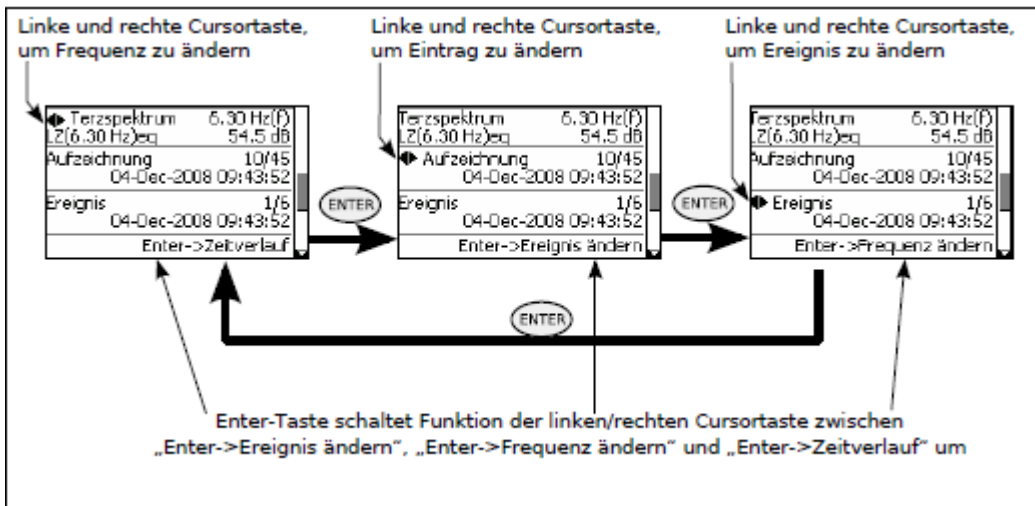 Linke und rechte Cursortaste,
um Frequenz zu ändern
Linke und rechte Cursortaste,
um Eintrag zu ändern
Linke und rechte Cursortaste,
um Ereignis zu ändern
Terzspektrum 6.30 Hz(f)
LZ(6.30 Hz)eq 54.5 dB
Aufzeichnung 10/45
04-Dec-2008 09:43:52
Ereignis 1/6
04-Dec-2008 09:43:52
Enter->Zeitverlauf
ENTER
Terzspektrum 6.30 Hz(f)
LZ(6.30 Hz)eq 54.5 dB
Aufzeichnung 10/45
04-Dec-2008 09:43:52
Ereignis 1/6
04-Dec-2008 09:43:52
Enter->Ereignis ändern
ENTER
Terzspektrum 6.30 Hz(f)
LZ(6.30 Hz)eq 54.5 dB
Aufzeichnung 10/45
04-Dec-2008 09:43:52
Ereignis 1/6
04-Dec-2008 09:43:52
Enter->Frequenz ändern
ENTER
Enter-Taste schaltet Funktion der linken/rechten Cursortaste zwischen
„Enter->Ereignis ändern“, „Enter->Frequenz ändern“ und „Enter->Zeitverlauf“ um